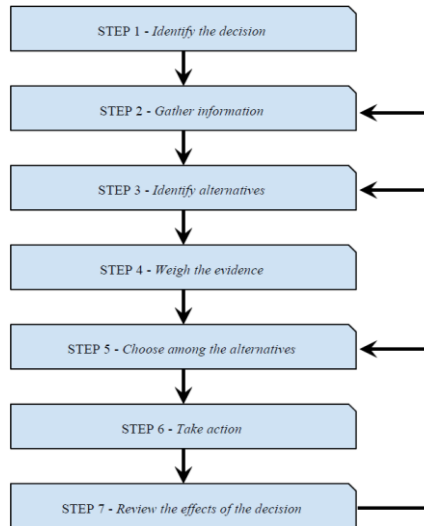 STEP 1 - Identify the decision
STEP 2 - Gather information
STEP 3 - Identify alternatives
STEP 4 - Weigh the evidence
STEP 5 - Choose among the alternatives
STEP 6 - Take action
STEP 7 - Review the effects of the decision